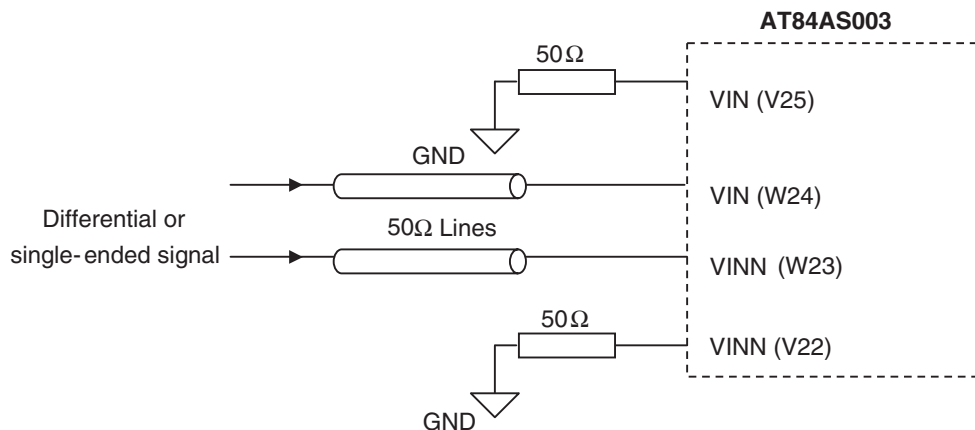 AT84AS003
50Ω
VIN (V25)
GND
VIN (W24)
Differential or
single-ended signal
50Ω Lines
VINN (W23)
50Ω
VINN (V22)
GND